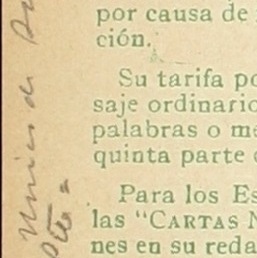 por causa de
ción.
Su tarifa po
saje ordinario
palabras o me
quinta parte
Para los Es
las "CARTAS N
nes en su reda